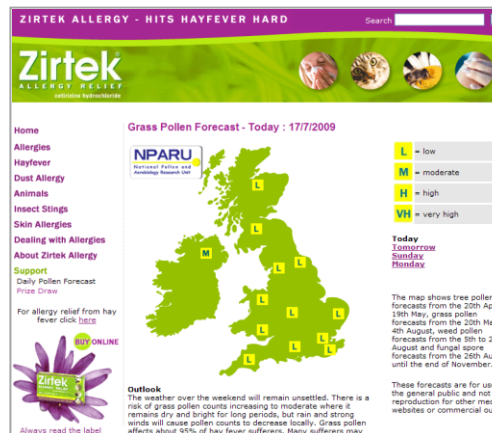 ZIRTEK ALLERGY - HITS HAYFEVER HARD
Search
Zirtek
ALLERGY RELIEF
cetirizine hydrochloride
Home
Allergies
Hayfever
Dust Allergy
Animals
Insect Stings
Skin Allergies
Dealing with Allergies
About Zirtek Allergy
Support
Daily Pollen Forecast
Prize Draw
For allergy relief from hay
fever click here
BUY ONLINE
Zirtek
Always read the label
Grass Pollen Forecast - Today : 17/7/2009
NPARU
National Pollen and
Aerobiology Research Unit
L
L
M
L
L
L
L
L
L
L
L
L
Outlook
The weather over the weekend will remain unsettled. There is a
risk of grass pollen counts increasing to moderate where it
remains dry and bright for long periods, but rain and strong
winds will cause pollen counts to decrease locally. Grass pollen
affects about 95% of hay fever sufferers. Many sufferers may
L = low
M = moderate
H = high
VH = very high
Today
Tomorrow
Sunday
Monday
The map shows tree pollen
forecasts from the 20th Ap
19th May, grass pollen
forecasts from the 20th Ma
4th August, weed pollen
forecasts from the 5th to 2
August and fungal spore
forecasts from the 26th Au
until the end of November.
These forecasts are for us
the general public and not
reproduction for other med
websites or commercial ou